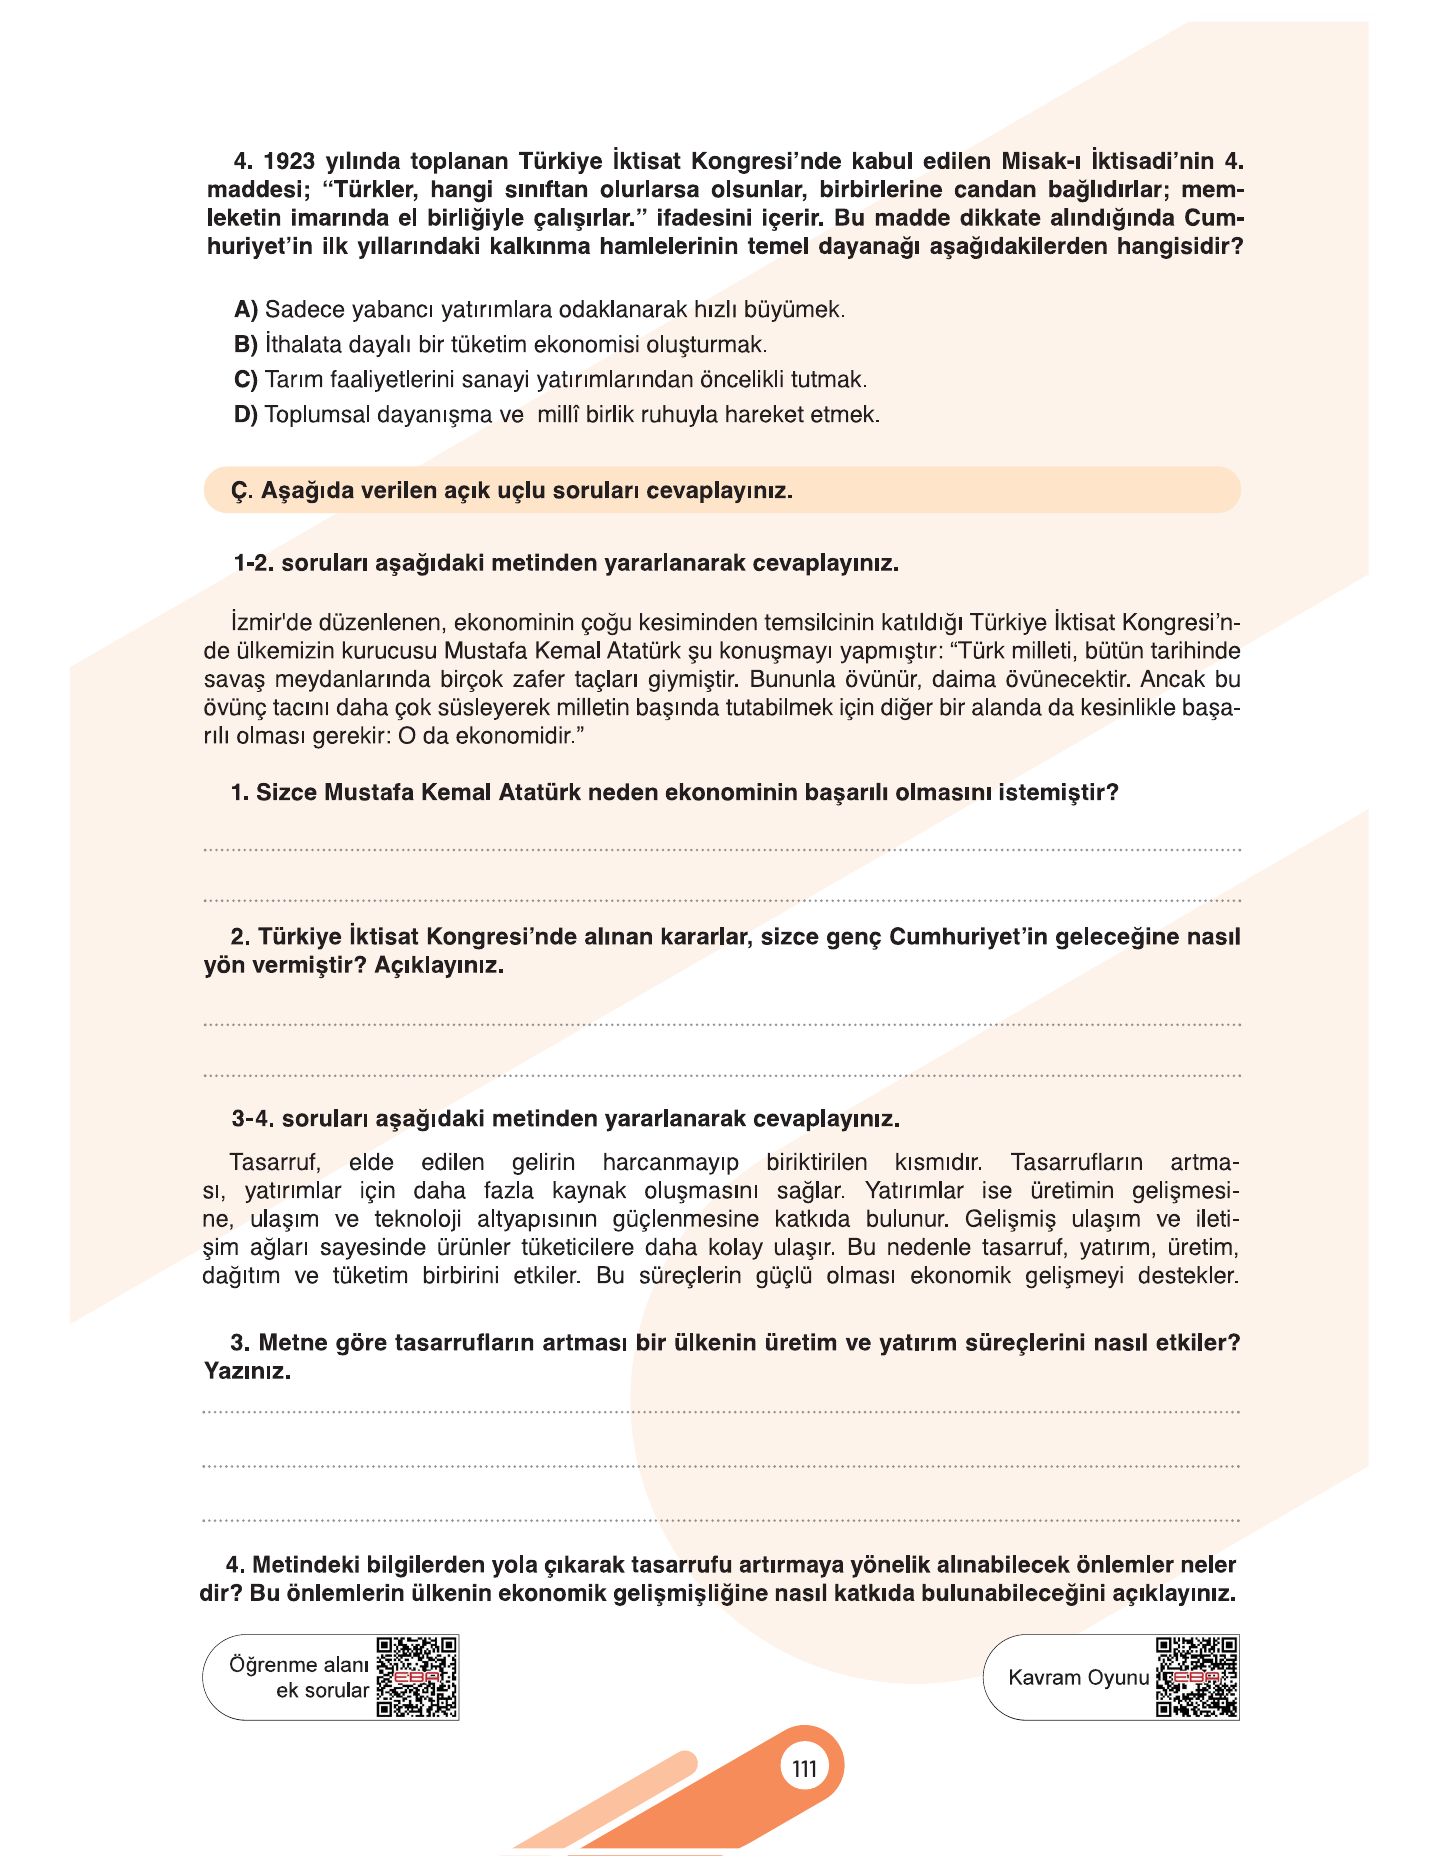 4. 1923 yılında toplanan Türkiye İktisat Kongresi’nde kabul edilen Misak-ı İktisadi’nin 4.
maddesi; “Türkler, hangi sınıftan olurlarsa olsunlar, birbirlerine candan bağlıdırlar; mem-
leketin imarında el birliğiyle çalışırlar.” ifadesini içerir. Bu madde dikkate alındığında Cum-
huriyet’in ilk yıllarındaki kalkınma hamlelerinin temel dayanağı aşağıdakilerden hangisidir?
A) Sadece yabancı yatırımlara odaklanarak hızlı büyümek.
B) İthalata dayalı bir tüketim ekonomisi oluşturmak.
C) Tarım faaliyetlerini sanayi yatırımlarından öncelikli tutmak.
D) Toplumsal dayanışma ve  millî birlik ruhuyla hareket etmek.
Ç. Aşağıda verilen açık uçlu soruları cevaplayınız.
1-2. soruları aşağıdaki metinden yararlanarak cevaplayınız.
İzmir'de düzenlenen, ekonominin çoğu kesiminden temsilcinin katıldığı Türkiye İktisat Kongresi’n-
de ülkemizin kurucusu Mustafa Kemal Atatürk şu konuşmayı yapmıştır: “Türk milleti, bütün tarihinde
savaş meydanlarında birçok zafer taçları giymiştir. Bununla övünür, daima övünecektir. Ancak bu
övünç tacını daha çok süsleyerek milletin başında tutabilmek için diğer bir alanda da kesinlikle başa-
rılı olması gerekir: O da ekonomidir.”
1. Sizce Mustafa Kemal Atatürk neden ekonominin başarılı olmasını istemiştir?
2. Türkiye İktisat Kongresi’nde alınan kararlar, sizce genç Cumhuriyet’in geleceğine nasıl
yön vermiştir? Açıklayınız.
3-4. soruları aşağıdaki metinden yararlanarak cevaplayınız.
Tasarruf, elde edilen gelirin harcanmayıp biriktirilen kısmıdır. Tasarrufların artma-
sı, yatırımlar için daha fazla kaynak oluşmasını sağlar. Yatırımlar ise üretimin gelişmesi-
ne, ulaşım ve teknoloji altyapısının güçlenmesine katkıda bulunur. Gelişmiş ulaşım ve ileti-
şim ağları sayesinde ürünler tüketicilere daha kolay ulaşır. Bu nedenle tasarruf, yatırım, üretim,
dağıtım ve tüketim birbirini etkiler. Bu süreçlerin güçlü olması ekonomik gelişmeyi destekler.
3. Metne göre tasarrufların artması bir ülkenin üretim ve yatırım süreçlerini nasıl etkiler?
Yazınız.
4. Metindeki bilgilerden yola çıkarak tasarrufu artırmaya yönelik alınabilecek önlemler neler
dir? Bu önlemlerin ülkenin ekonomik gelişmişliğine nasıl katkıda bulunabileceğini açıklayınız.
Öğrenme alanı
ek sorular
EBA
Kavram Oyunu
EBA
111